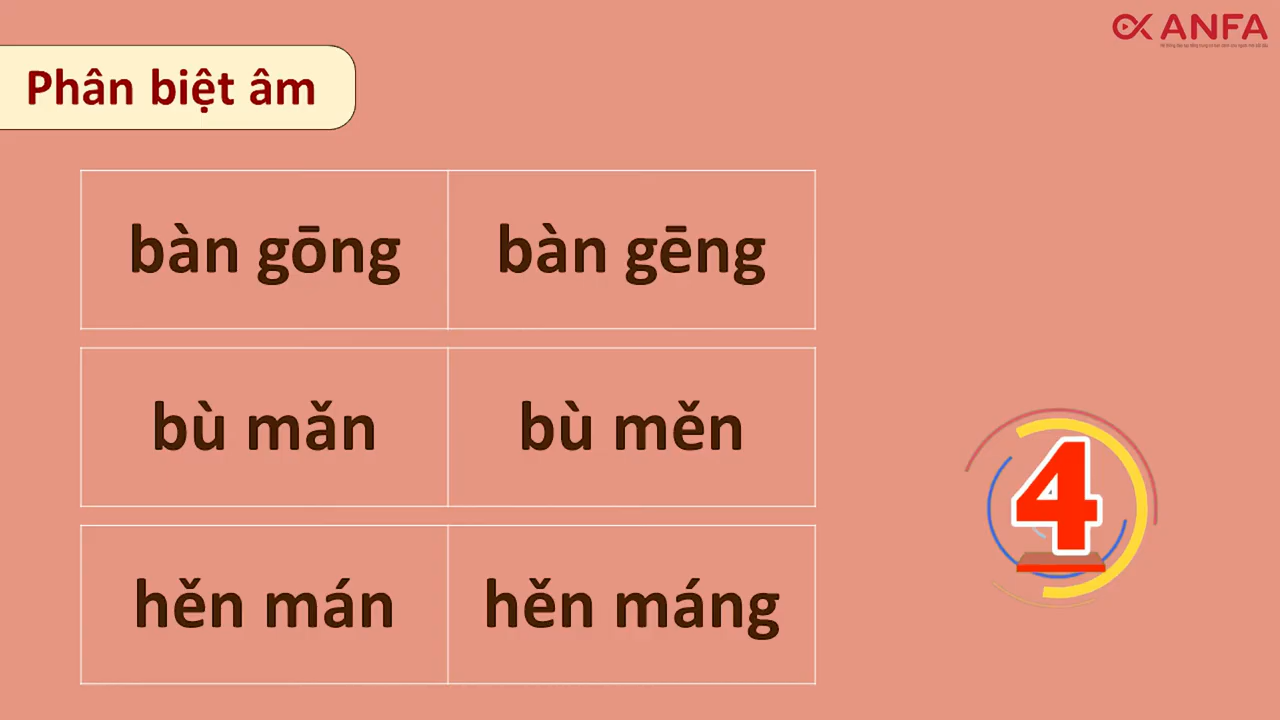 ANFA
Phân biệt âm
bàn gōng bàn gēng
bù mǎn bù měn
hěn mán hěn máng
4